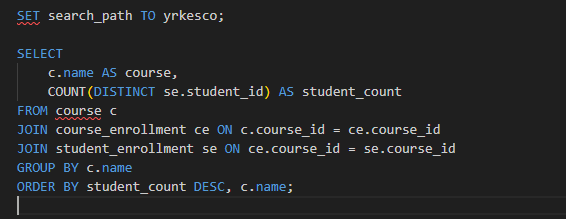 SET search_path TO yrkesco;
SELECT
c.name AS course,
COUNT(DISTINCT se.student_id) AS student_count
FROM course c
JOIN course_enrollment ce ON c.course_id = ce.course_id
JOIN student_enrollment se ON ce.course_id = se.course_id
GROUP BY c.name
ORDER BY student_count DESC, c.name;